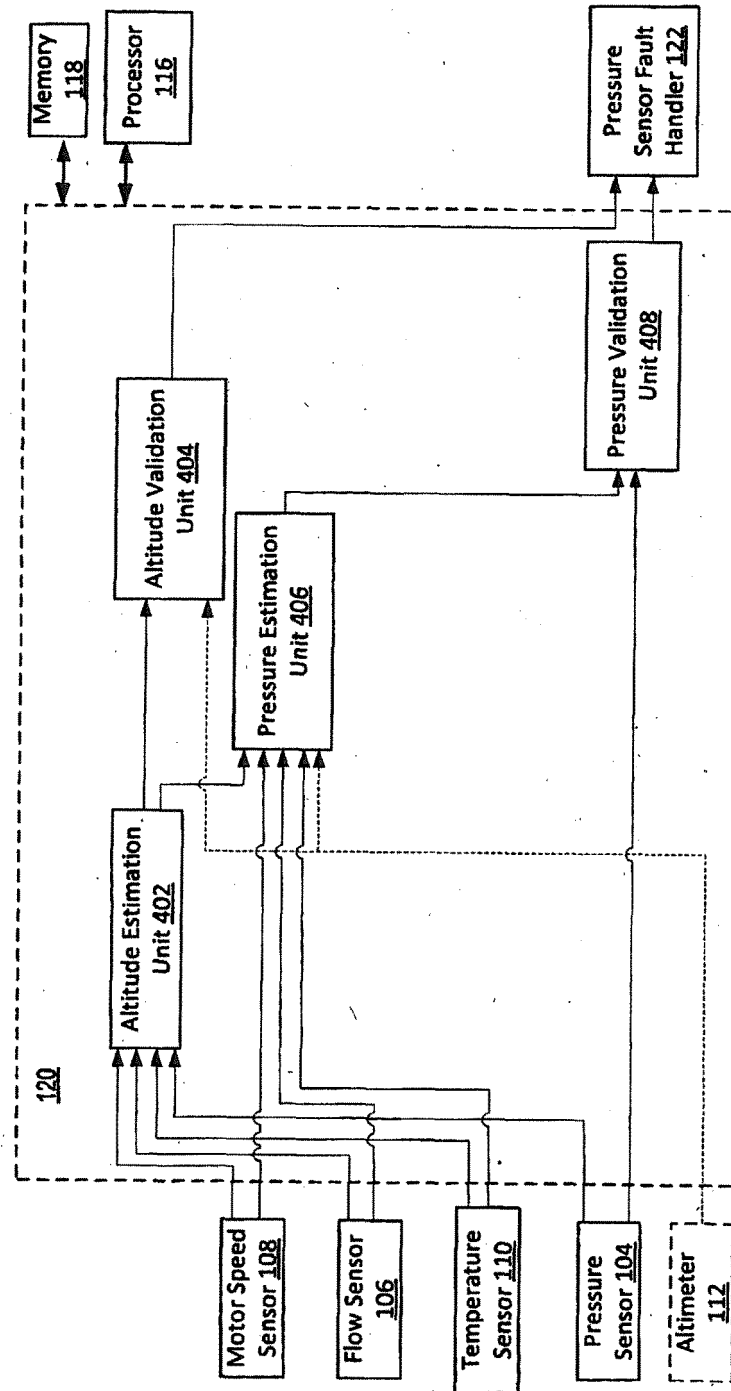 120
Motor Speed
Sensor 108
Flow Sensor
106
Temperature
Sensor 110
Pressure
Sensor 104
Altimeter
112
Altitude Estimation
Unit 402
Altitude Validation
Unit 404
Pressure Estimation
Unit 406
Pressure Validation
Unit 408
Memory
118
Processor
116
Pressure
Sensor Fault
Handler 122